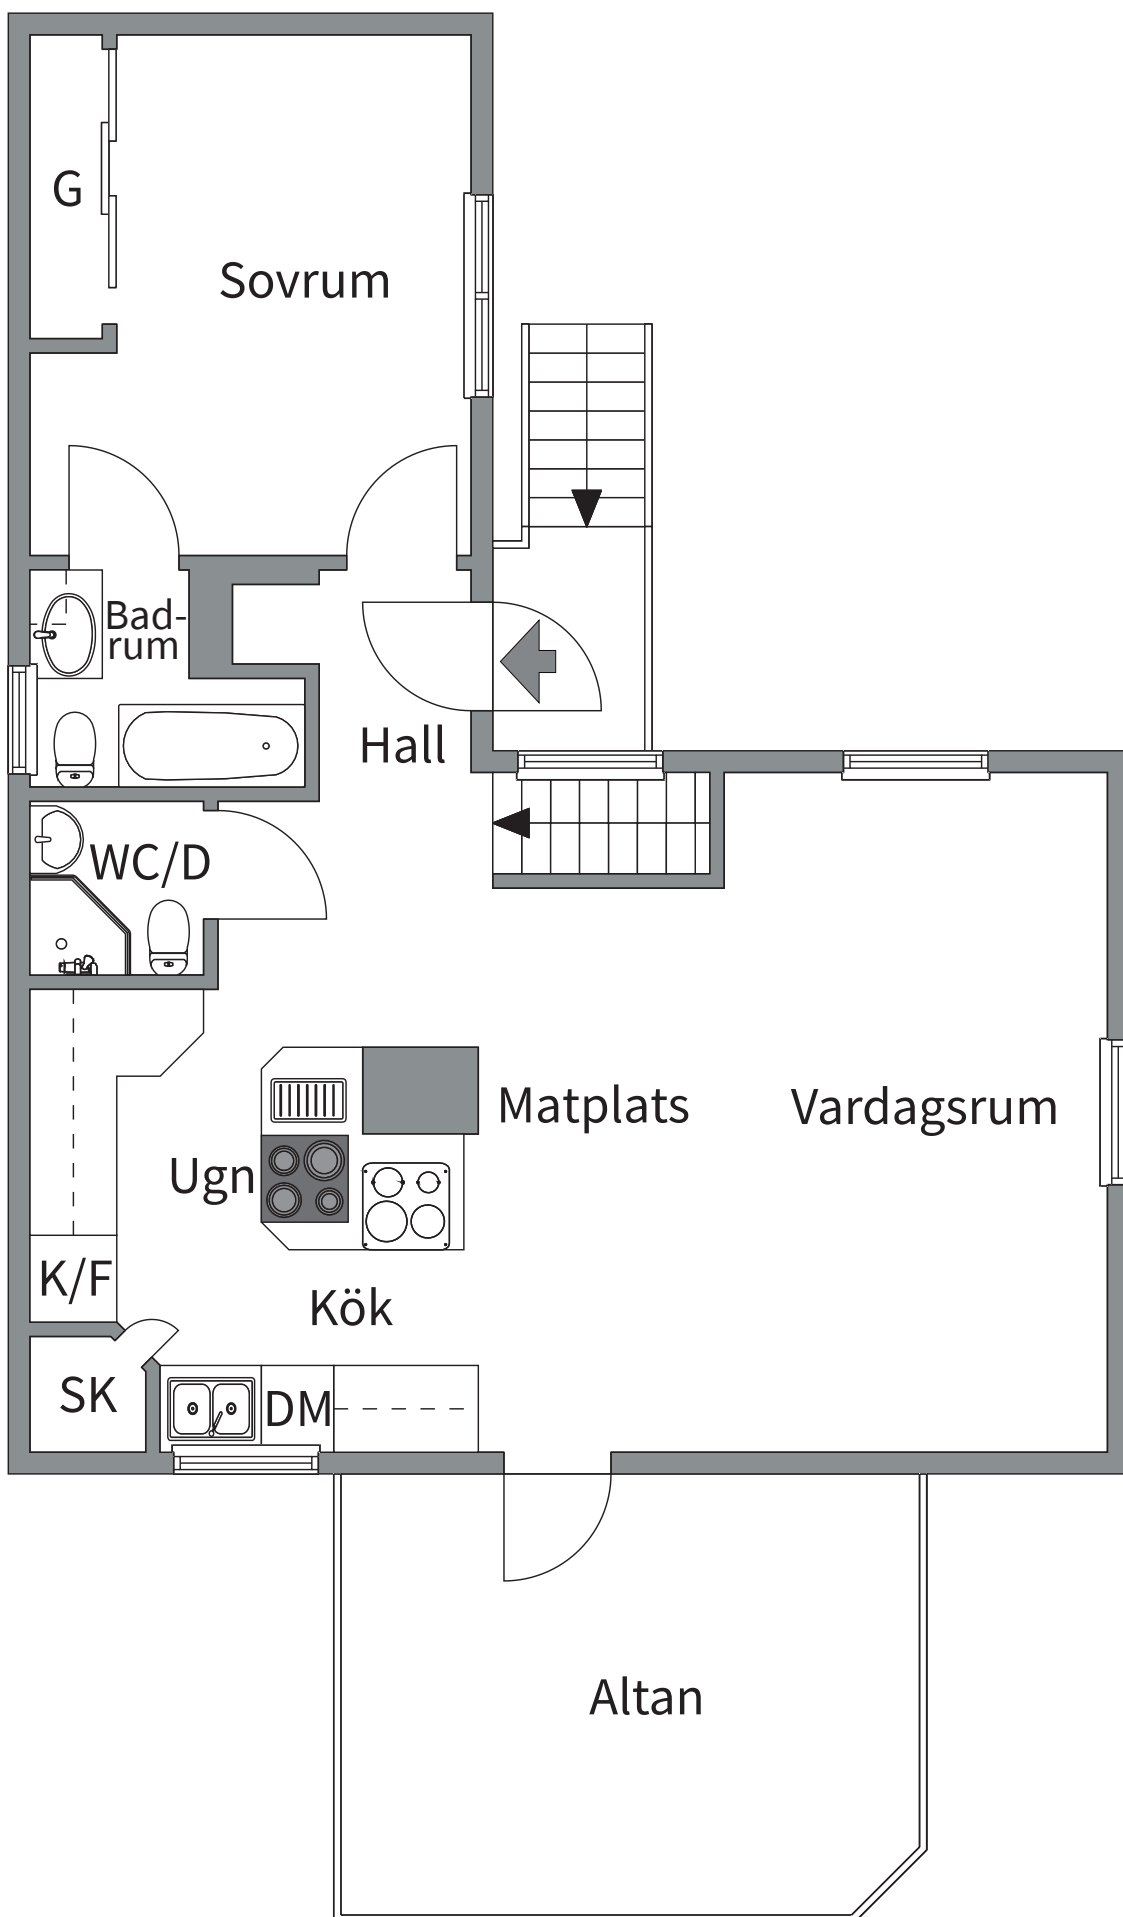 G
Sovrum
Bad-
rum
Hall
WC/D
Matplats
Vardagsrum
Ugn
K/F
Kök
SK
DM
Altan